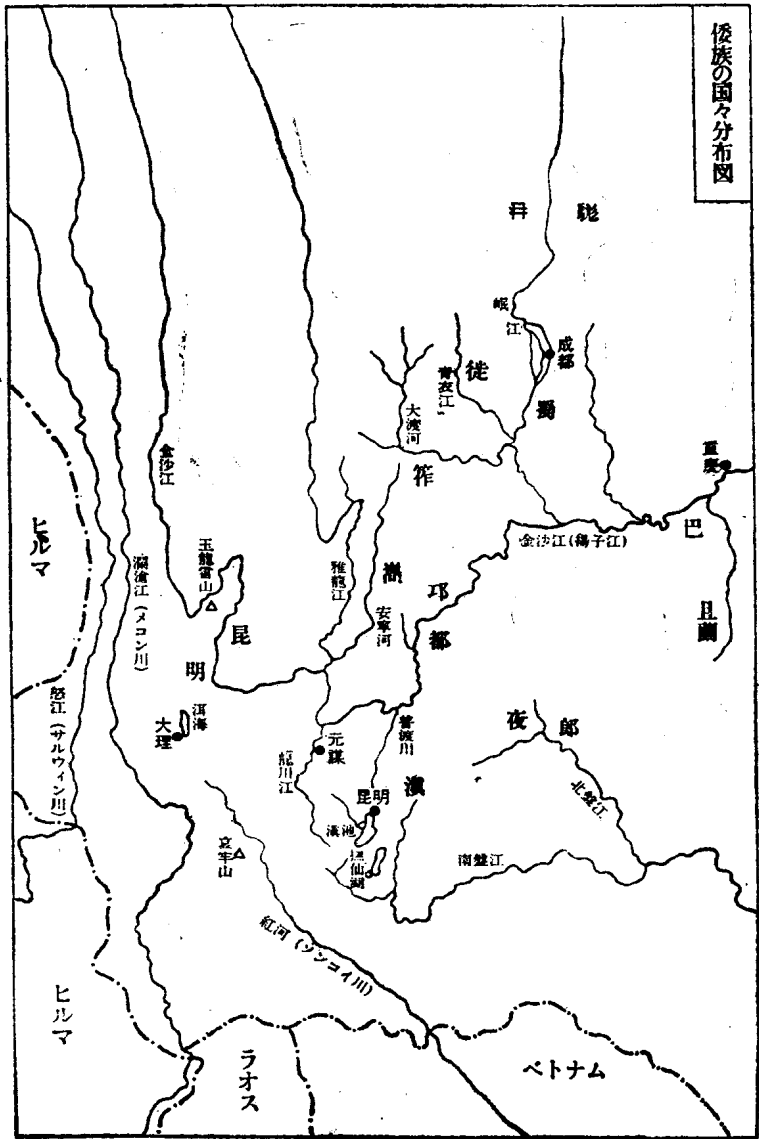 倭族の国々分布図
駹
冉
岷江
成都
徙
青衣江
蜀
大渡河
重慶
筰
金沙江
巴
金沙江(揚子江)
ビルマ
玉龍雪山
雅龍江
邛都
且蘭
瀾滄江(メコン川)
昆明
安寧河
怒江(サルウィン川)
洱海
大理
元謀
普渡川
夜郎
龍川江
滇
昆明
北盤江
滇池
哀牢山
撫仙湖
南盤江
紅河(ソンコイ川)
ビルマ
ラオス
ベトナム